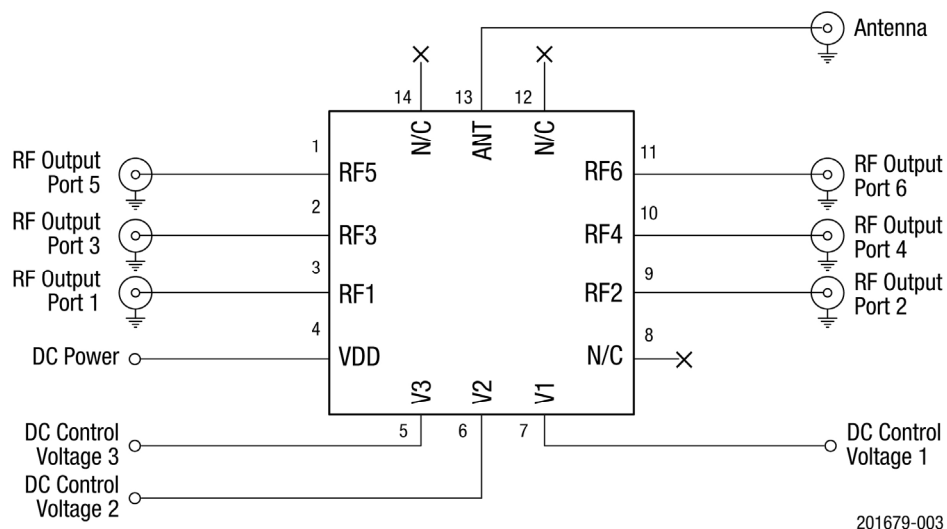 Antenna
14
13
12
N/C
ANT
N/C
1
11
RF Output
Port 5
RF5
RF6
RF Output
Port 6
2
10
RF Output
Port 3
RF3
RF4
RF Output
Port 4
3
9
RF Output
Port 1
RF1
RF2
RF Output
Port 2
4
8
DC Power
VDD
N/C
V3
V2
V1
5
6
7
DC Control
Voltage 3
DC Control
Voltage 1
DC Control
Voltage 2
201679-003